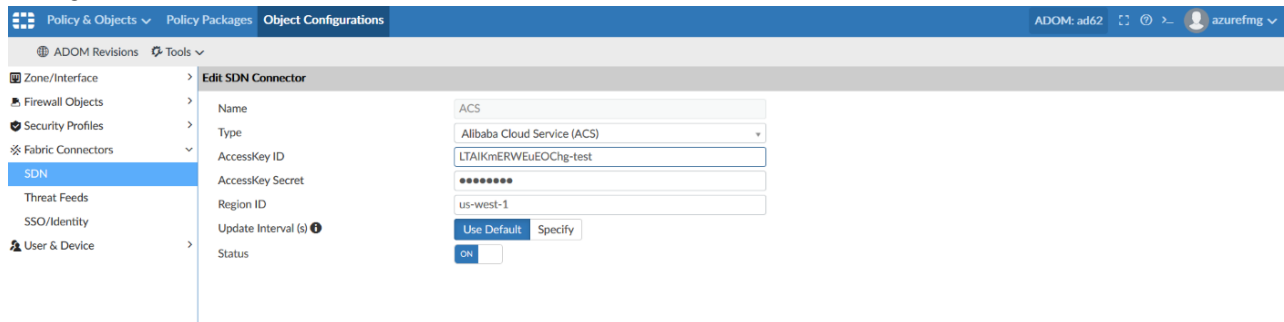 Policy & Objects Policy Packages Object Configurations ADOM: ad62 azurefmg
ADOM Revisions Tools
Zone/Interface
Firewall Objects
Security Profiles
Fabric Connectors
SDN
Threat Feeds
SSO/Identity
User & Device
Edit SDN Connector
Name ACS
Type Alibaba Cloud Service (ACS)
AccessKey ID LTAIKmERWEuEOChg-test
AccessKey Secret ••••••••
Region ID us-west-1
Update Interval (s) Use Default Specify
Status ON